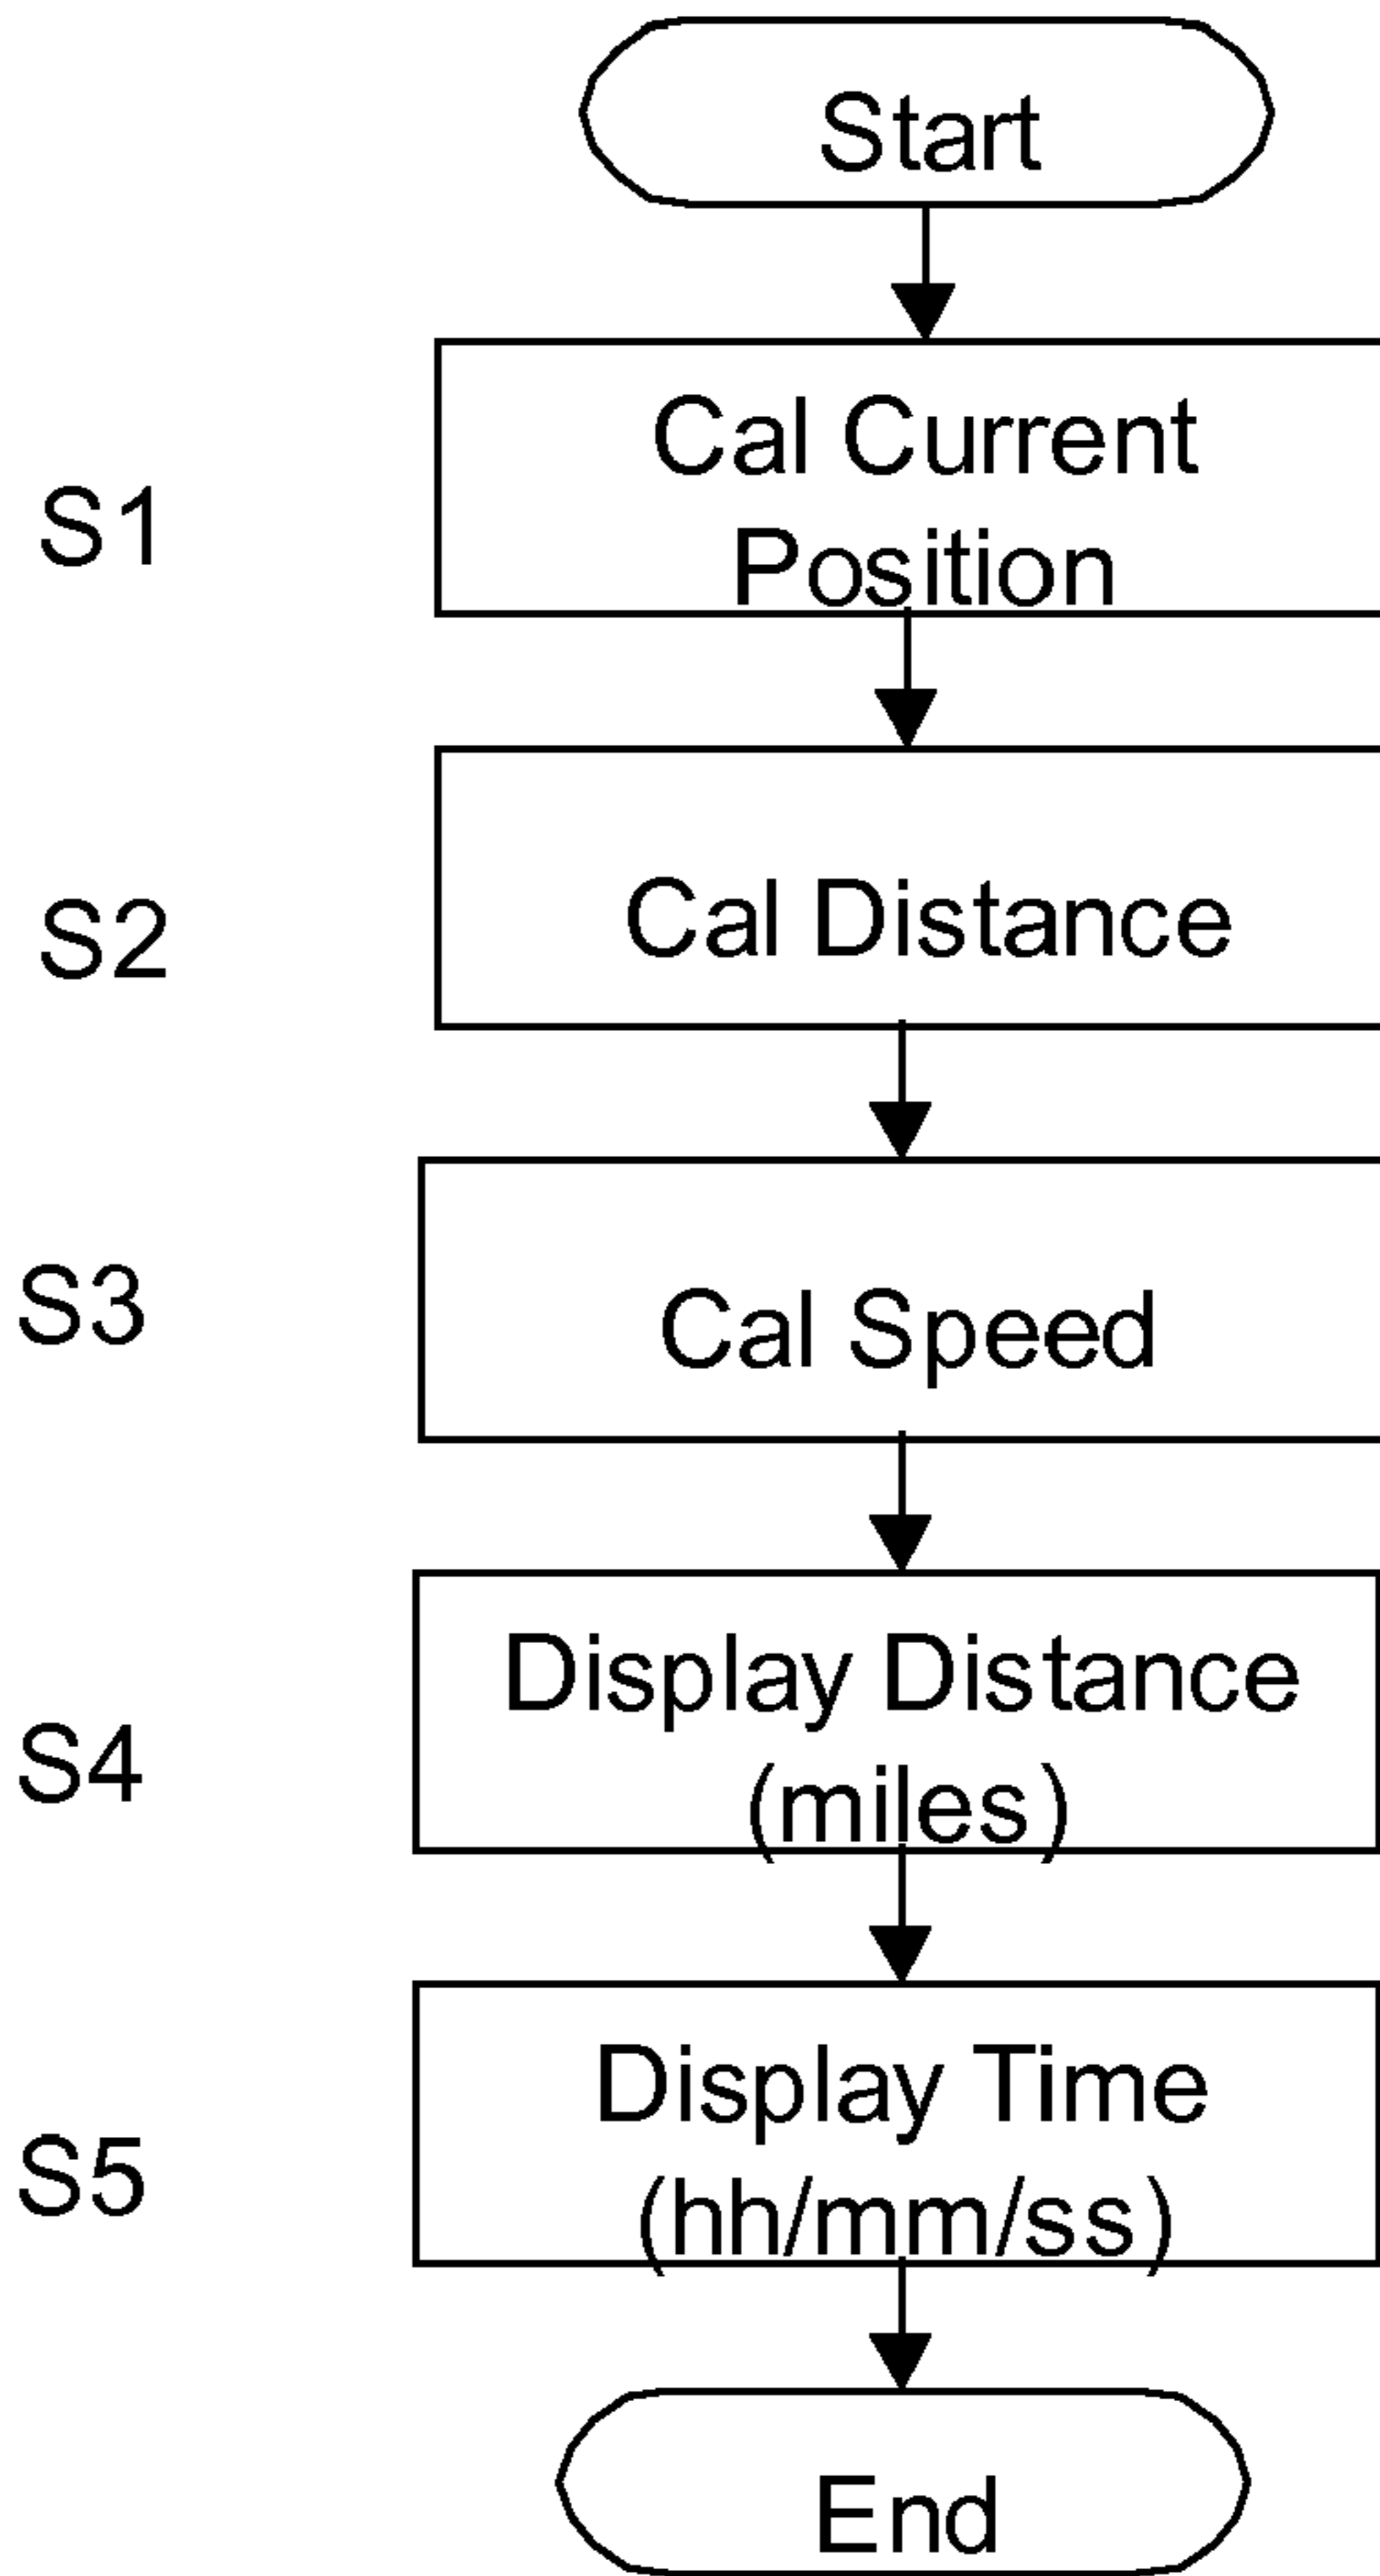 Start
S1
Cal Current
Position
S2
Cal Distance
S3
Cal Speed
S4
Display Distance
(miles)
S5
Display Time
(hh/mm/ss)
End